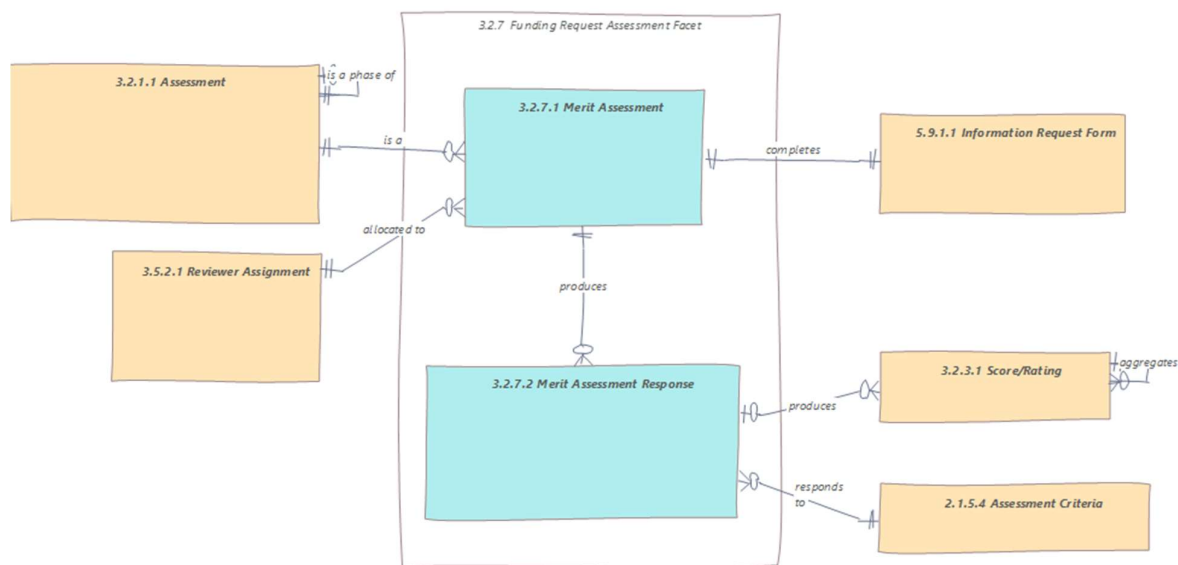 3.2.7 Funding Request Assessment Facet
3.2.1.1 Assessment
is a phase of
3.2.7.1 Merit Assessment
5.9.1.1 Information Request Form
is a
completes
allocated to
3.5.2.1 Reviewer Assignment
produces
3.2.7.2 Merit Assessment Response
3.2.3.1 Score/Rating
aggregates
produces
responds
to
2.1.5.4 Assessment Criteria